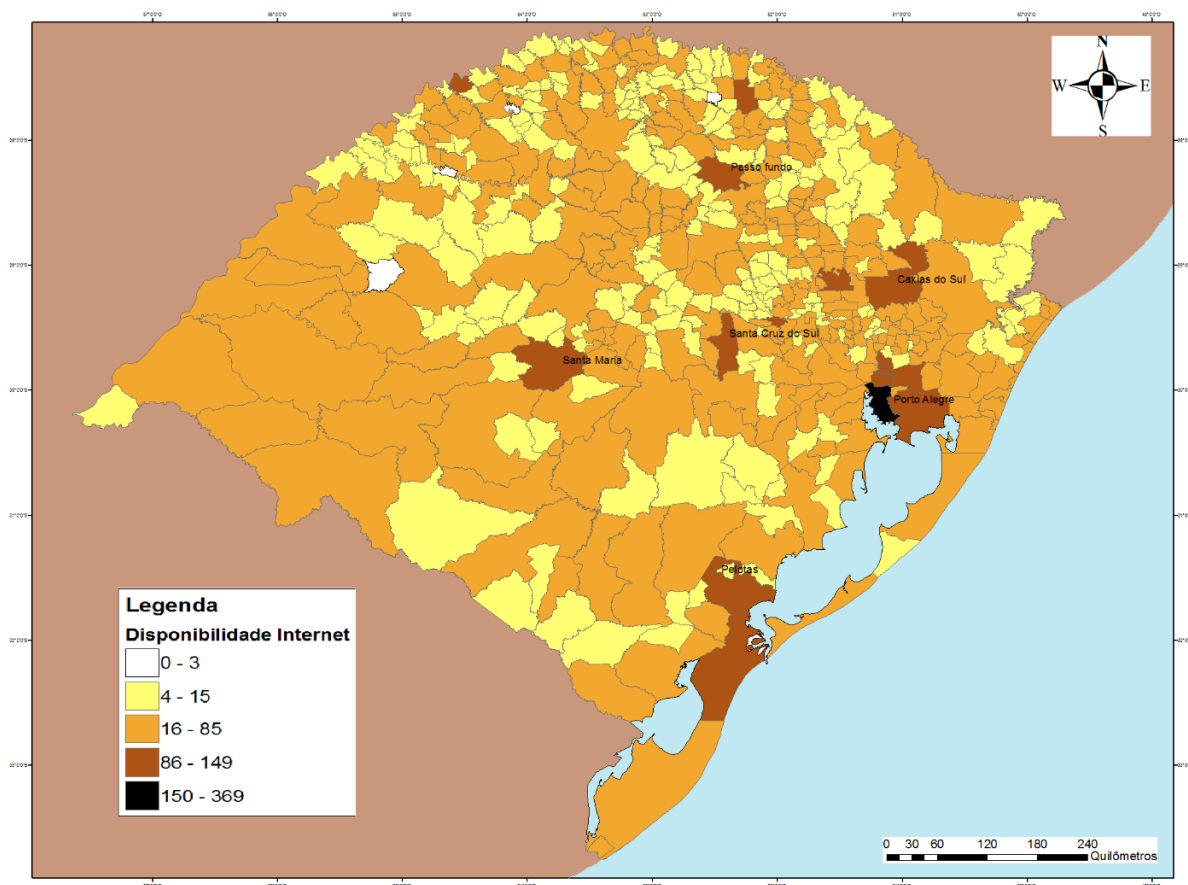 N
W
E
S
Passo fundo
Caxias do Sul
Santa Cruz do Sul
Santa Maria
Porto Alegre
Pelotas
Legenda
Disponibilidade Internet
0 - 3
4 - 15
16 - 85
86 - 149
150 - 369
0 30 60 120 180 240
Quilômetros